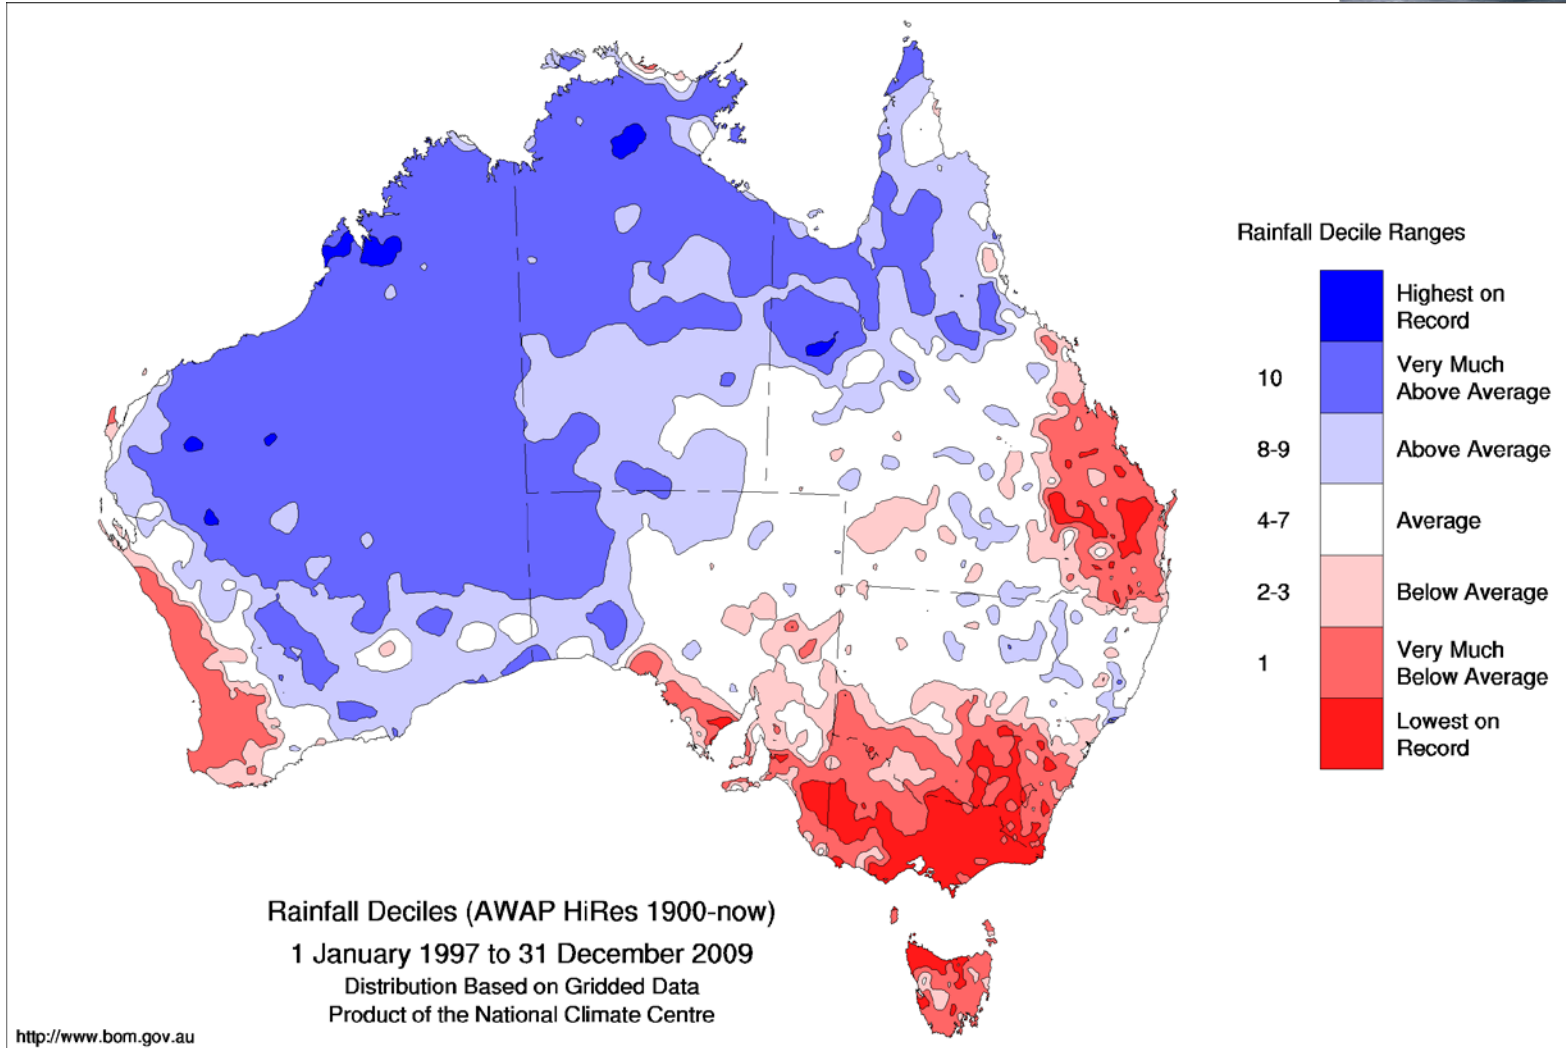 Rainfall Decile Ranges
Highest on
Record
10
Very Much
Above Average
8-9
Above Average
4-7
Average
2-3
Below Average
1
Very Much
Below Average
Lowest on
Record
Rainfall Deciles (AWAP HiRes 1900-now)
1 January 1997 to 31 December 2009
Distribution Based on Gridded Data
Product of the National Climate Centre
http://www.bom.gov.au